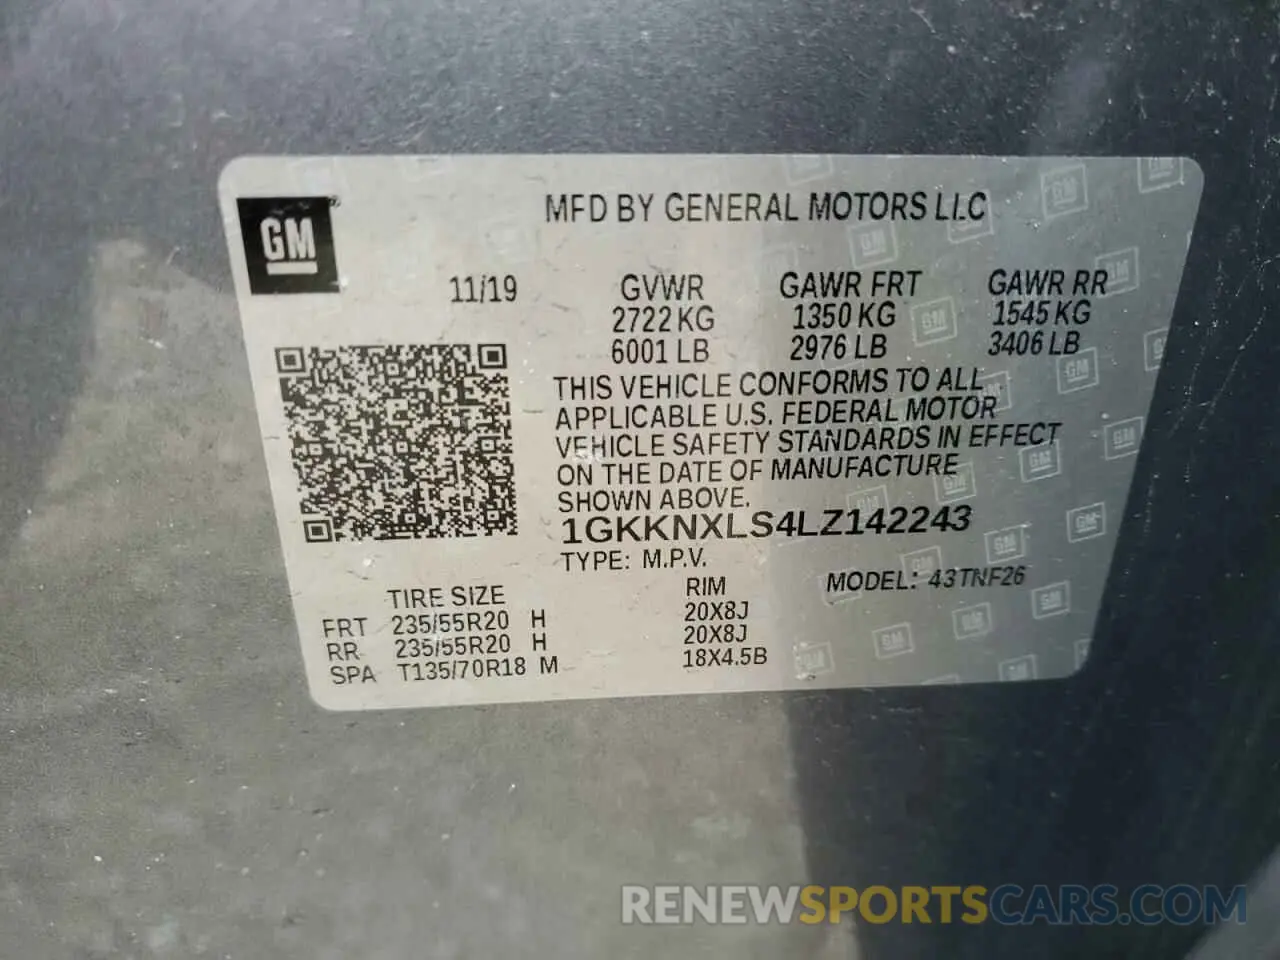 GM
MFD BY GENERAL MOTORS LLC
11/19
GVWR GAWR FRT GAWR RR
2722 KG 1350 KG 1545 KG
6001 LB 2976 LB 3406 LB
THIS VEHICLE CONFORMS TO ALL
APPLICABLE U.S. FEDERAL MOTOR
VEHICLE SAFETY STANDARDS IN EFFECT
ON THE DATE OF MANUFACTURE
SHOWN ABOVE.
1GKKNXLS4LZ142243
TYPE: M.P.V. MODEL: 43TNF26
TIRE SIZE RIM
FRT 235/55R20 H 20X8J
RR 235/55R20 H 20X8J
SPA T135/70R18 M 18X4.5B
RENEWSPORTSCARS.COM